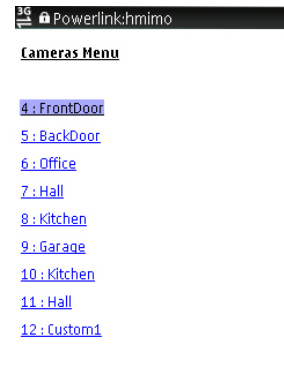 3G Powerlink:hmimo
Cameras Menu
4 : FrontDoor
5 : BackDoor
6 : Office
7 : Hall
8 : Kitchen
9 : Garage
10 : Kitchen
11 : Hall
12 : Custom1